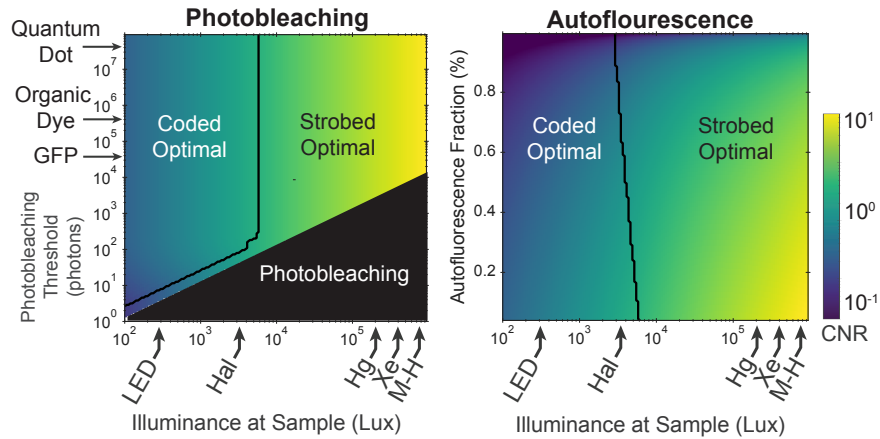 Photobleaching
Autoflourescence
Quantum
Dot
Organic
Dye
GFP
Photobleaching
Threshold
(photons)
10^7
10^6
10^5
10^4
10^3
10^2
10^1
10^0
Coded
Optimal
Strobed
Optimal
Photobleaching
10^2
10^3
10^4
10^5
LED
Hal
Hg
Xe
M-H
Illuminance at Sample (Lux)
Autofluorescence Fraction (%)
0.8
0.6
0.4
0.2
Coded
Optimal
Strobed
Optimal
10^2
10^3
10^4
10^5
LED
Hal
Hg
Xe
M-H
Illuminance at Sample (Lux)
10^1
10^0
10^-1
CNR